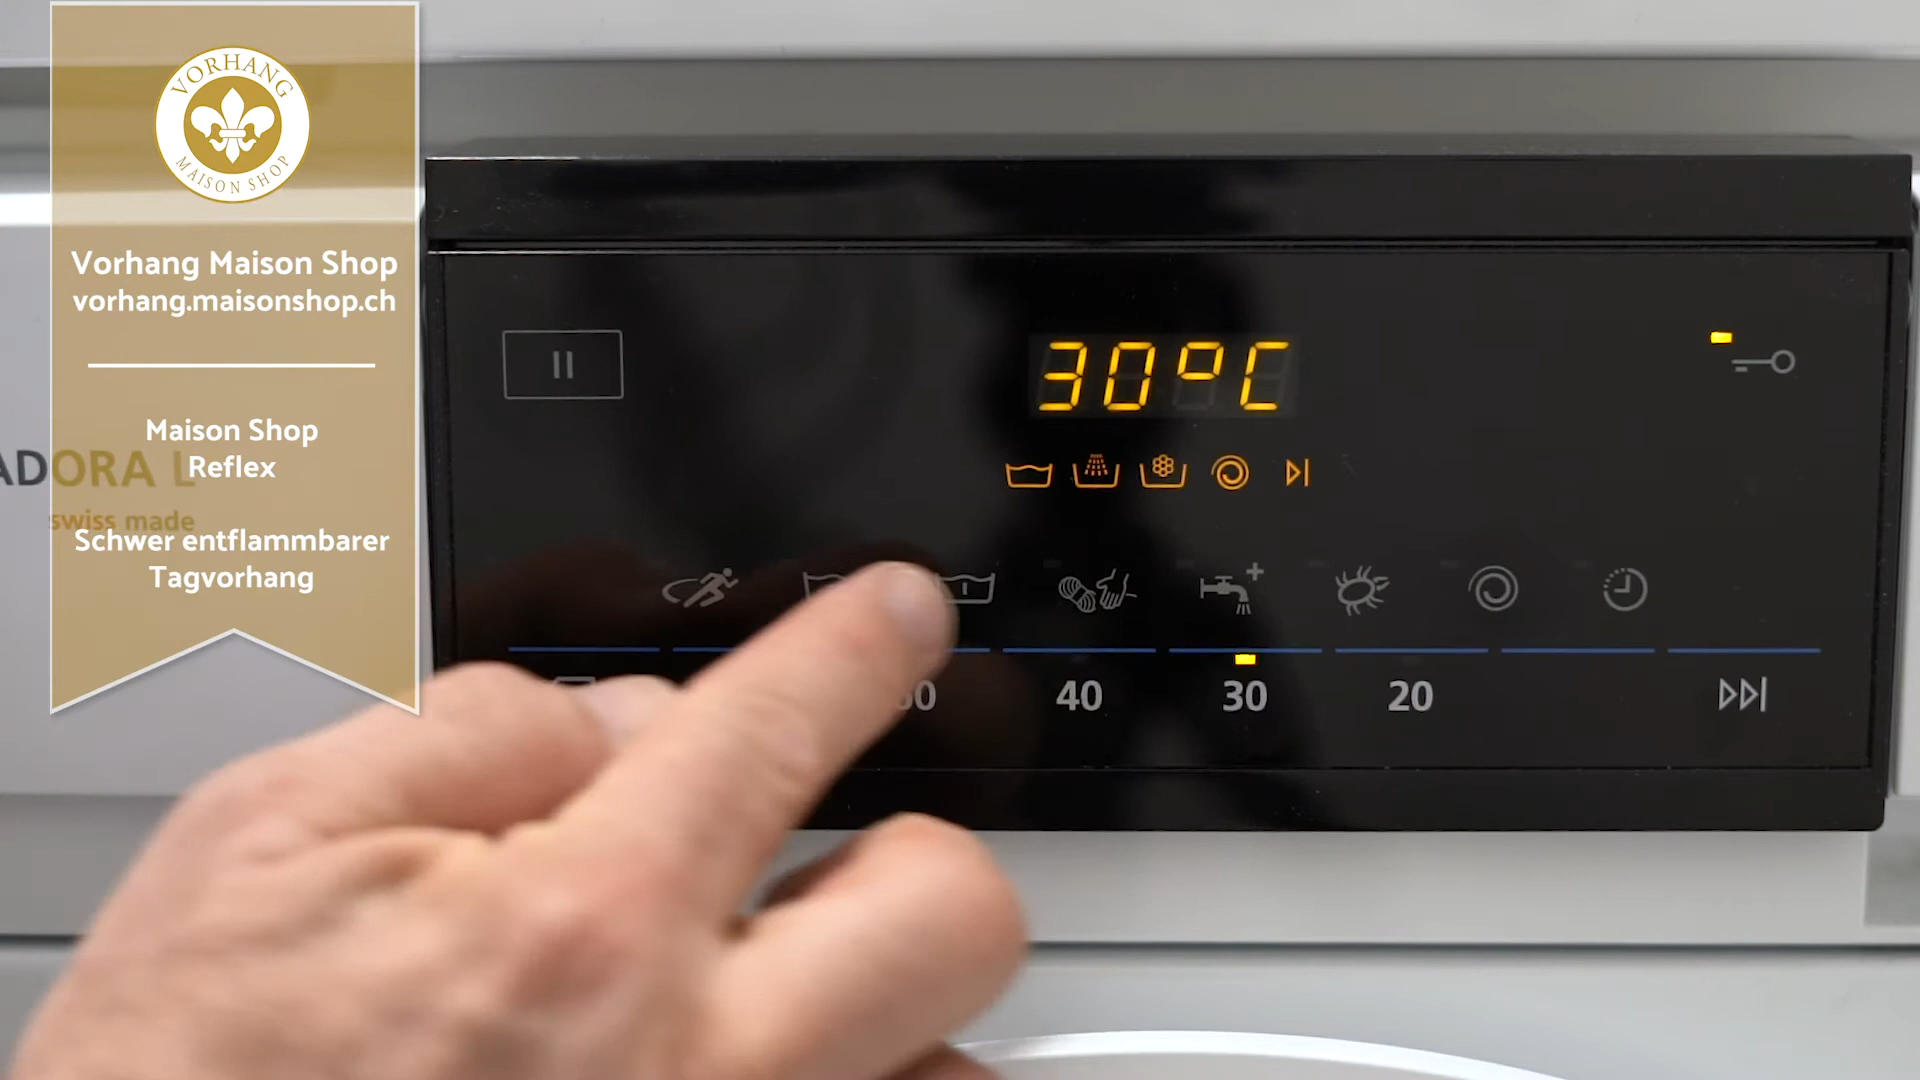 VORHANG
MAISON SHOP
Vorhang Maison Shop
vorhang.maisonshop.ch
Maison Shop
Reflex
Schwer entflammbarer
Tagvorhang
ADORA L
swiss made
30°C
40
30
20